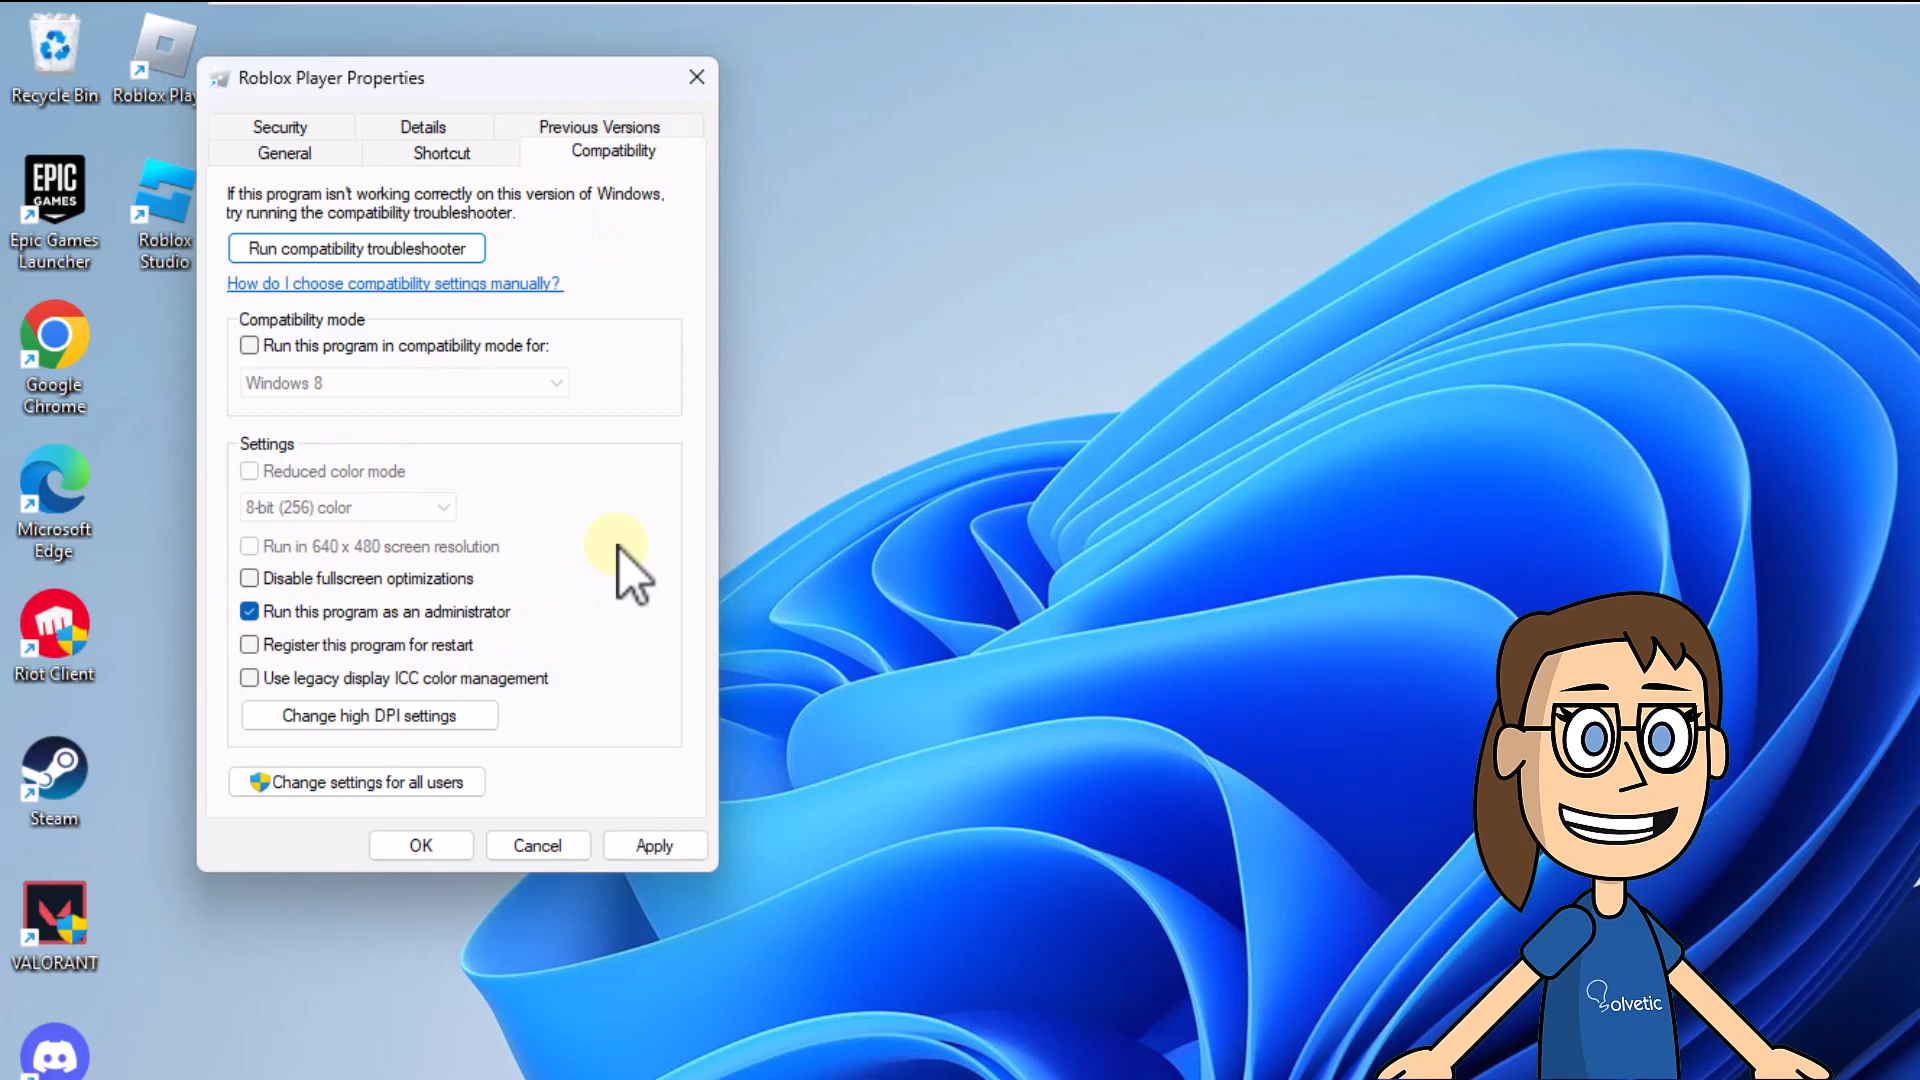 Recycle Bin
Roblox Play
EPIC
GAMES
Epic Games
Launcher
Roblox
Studio
Google
Chrome
Microsoft
Edge
Riot Client
Steam
VALORANT
Roblox Player Properties
Security
Details
Previous Versions
General
Shortcut
Compatibility
If this program isn't working correctly on this version of Windows,
try running the compatibility troubleshooter.
Run compatibility troubleshooter
How do I choose compatibility settings manually?
Compatibility mode
Run this program in compatibility mode for:
Windows 8
Settings
Reduced color mode
8-bit (256) color
Run in 640 x 480 screen resolution
Disable fullscreen optimizations
Run this program as an administrator
Register this program for restart
Use legacy display ICC color management
Change high DPI settings
Change settings for all users
OK
Cancel
Apply
Solvetic